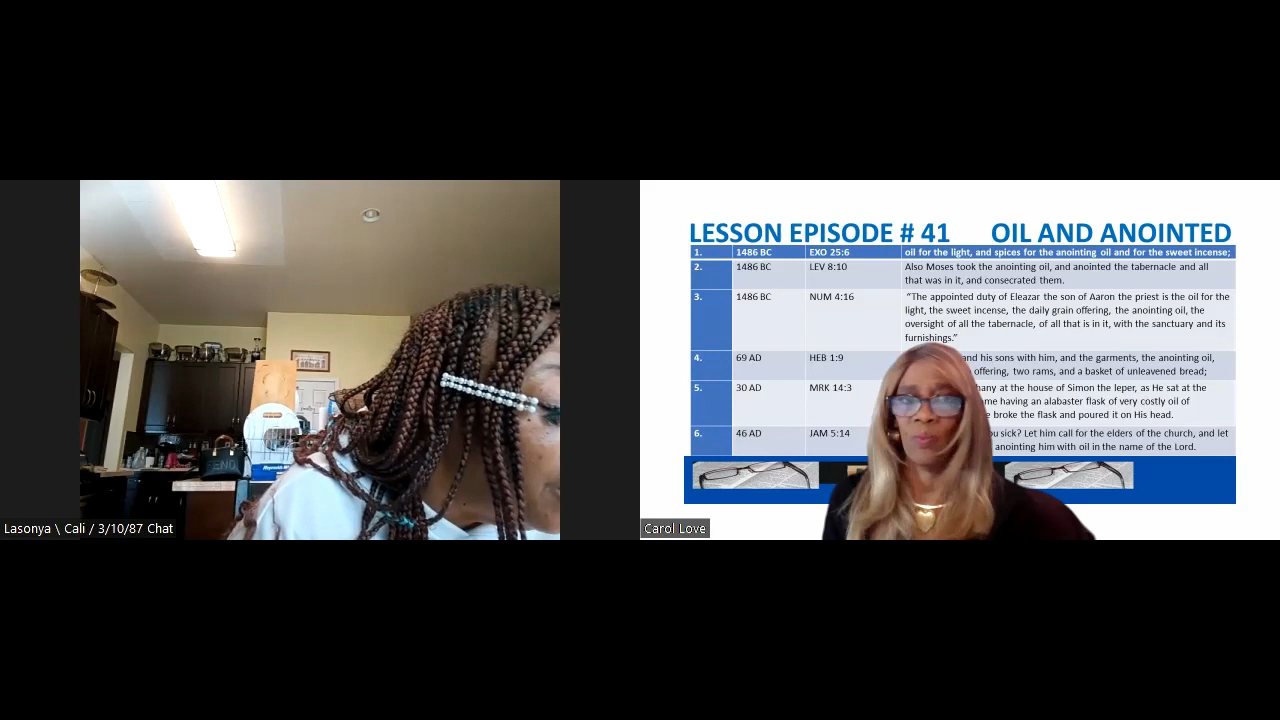 LESSON EPISODE # 41 OIL AND ANOINTED
1. 1486 BC EXO 25:6 oil for the light, and spices for the anointing oil and for the sweet incense;
2. 1486 BC LEV 8:10 Also Moses took the anointing oil, and anointed the tabernacle and all
that was in it, and consecrated them.
3. 1486 BC NUM 4:16 “The appointed duty of Eleazar the son of Aaron the priest is the oil for the
light, the sweet incense, the daily grain offering, the anointing oil, the
oversight of all the tabernacle, of all that is in it, with the sanctuary and its
furnishings.”
4. 69 AD HEB 1:9 and his sons with him, and the garments, the anointing oil,
offering, two rams, and a basket of unleavened bread;
5. 30 AD MRK 14:3 at the house of Simon the leper, as He sat at the
having an alabaster flask of very costly oil of
broke the flask and poured it on His head.
6. 46 AD JAM 5:14 sick? Let him call for the elders of the church, and let
anointing him with oil in the name of the Lord.
FENDI
Lasonya \ Cali / 3/10/87 Chat
Carol Love